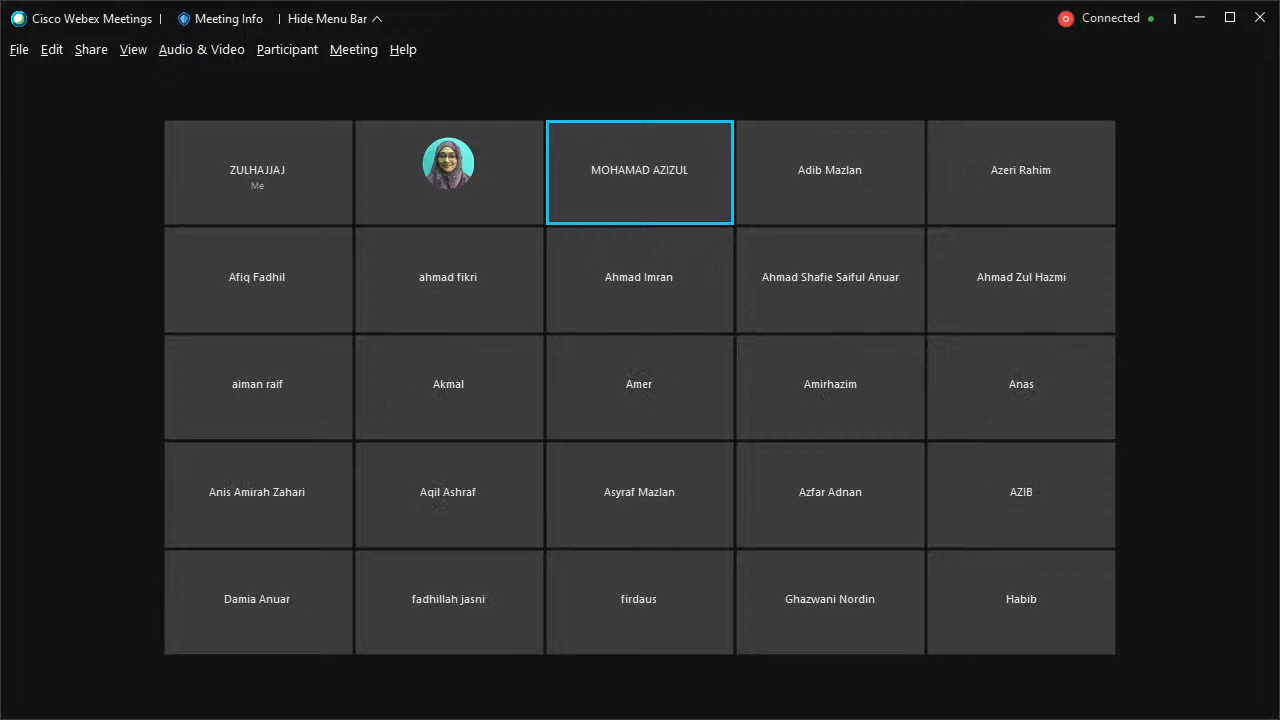 Cisco Webex Meetings | Meeting Info | Hide Menu Bar Connected
File Edit Share View Audio & Video Participant Meeting Help
ZULHAJJAJ MOHAMAD AZIZUL Adib Mazlan Azeri Rahim
Me
Afiq Fadhil ahmad fikri Ahmad Imran Ahmad Shafie Saiful Anuar Ahmad Zul Hazmi
aiman raif Akmal Amer Amirhazim Anas
Anis Amirah Zahari Aqil Ashraf Asyraf Mazlan Azfar Adnan AZIB
Damia Anuar fadhillah jasni firdaus Ghazwani Nordin Habib